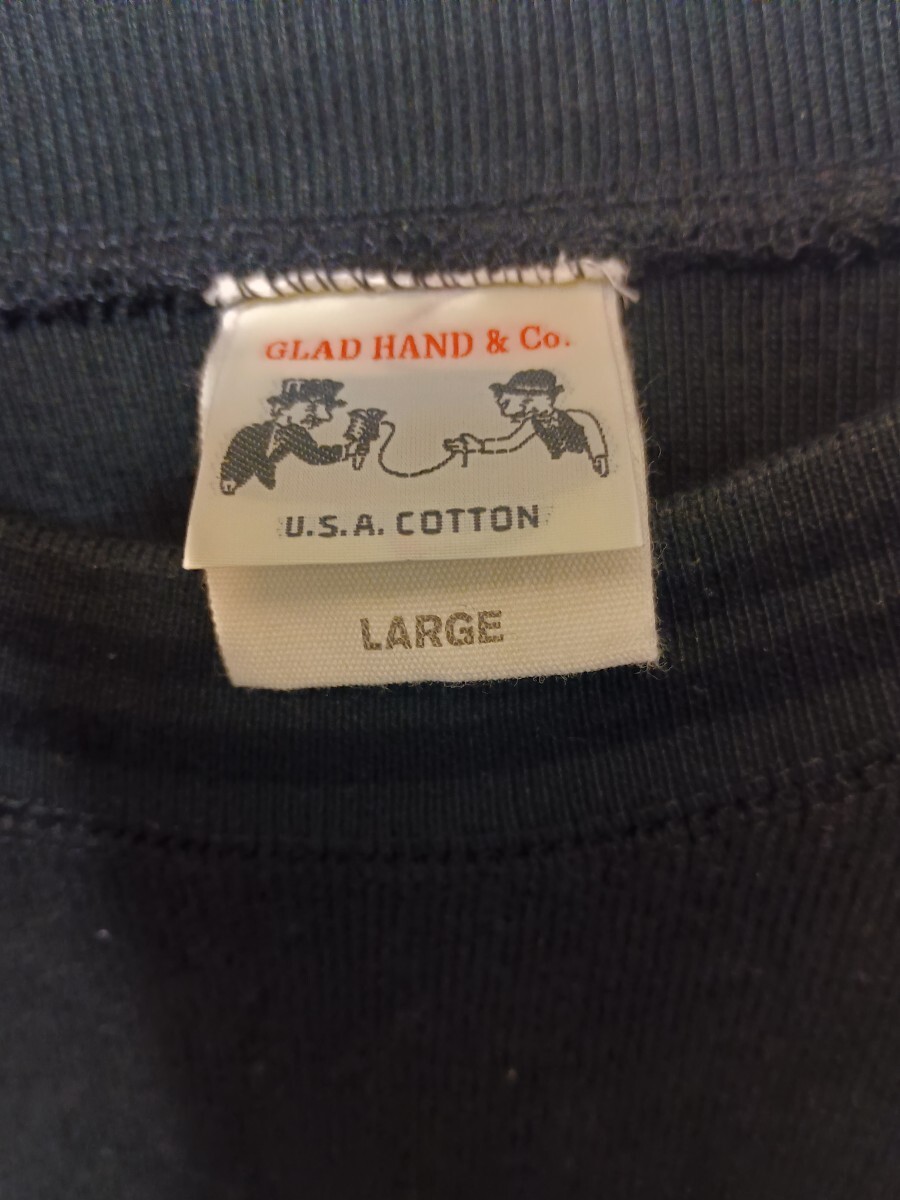 GLAD HAND & Co.
U.S.A. COTTON
LARGE